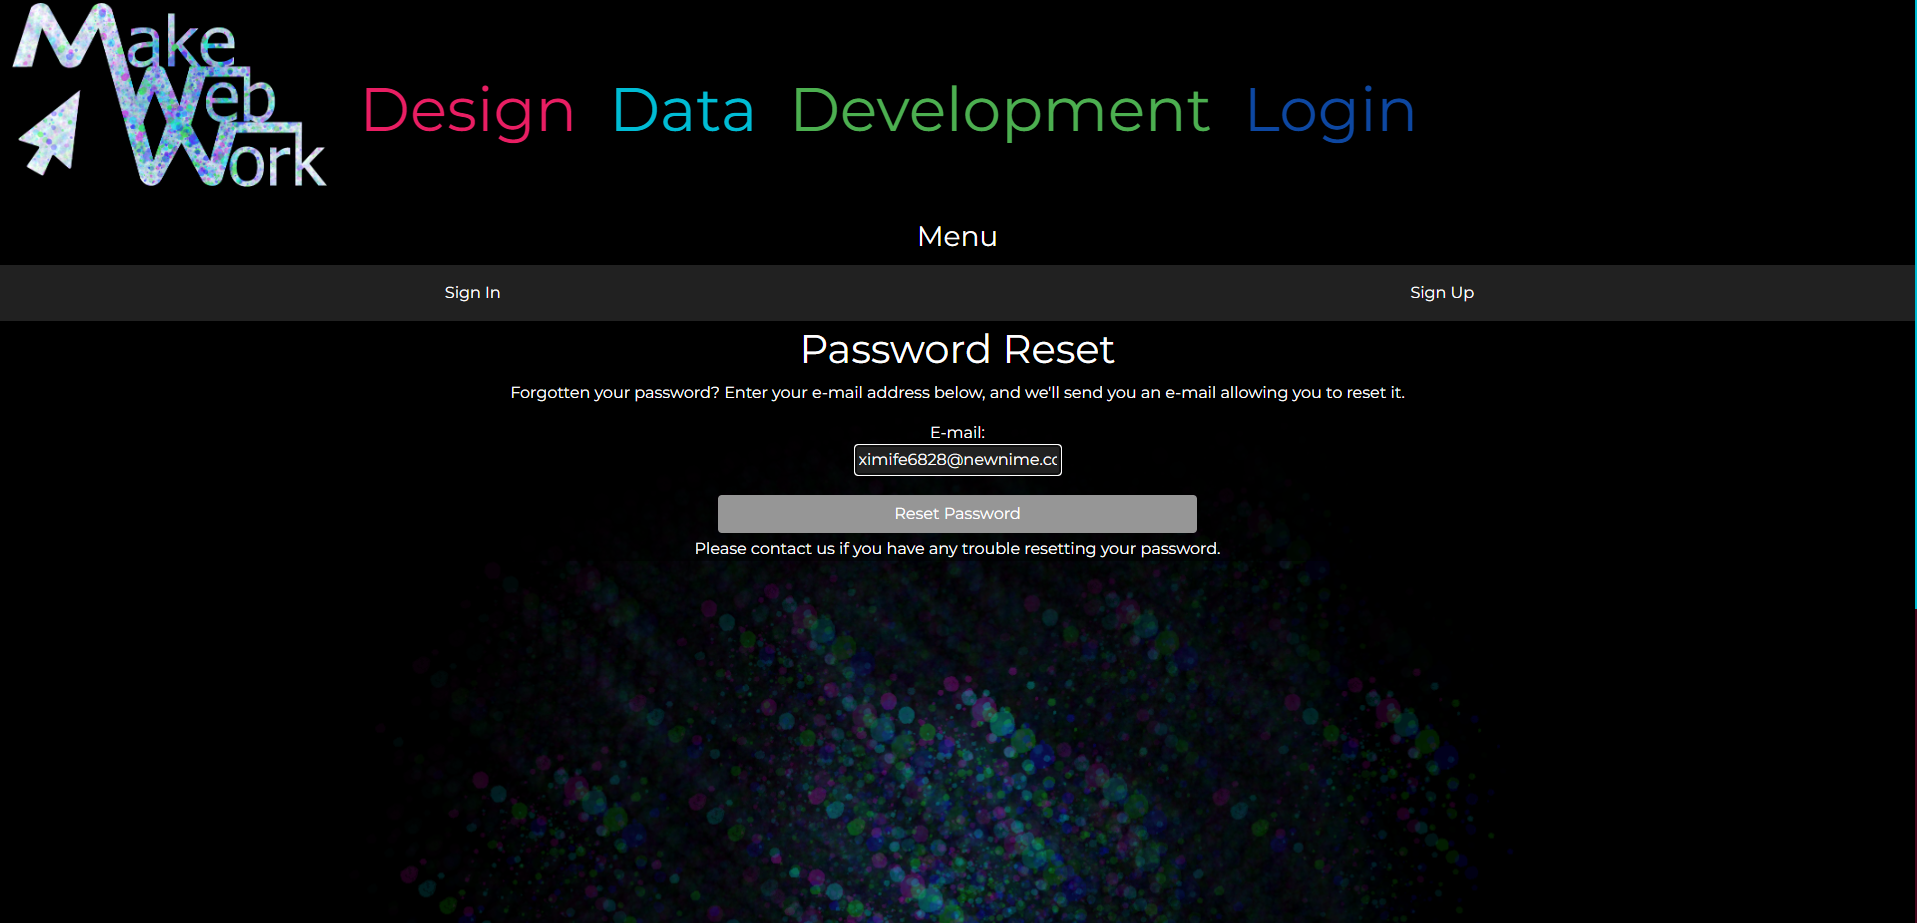 Make
Web
Work
Design Data Development Login
Menu
Sign In Sign Up
Password Reset
Forgotten your password? Enter your e-mail address below, and we'll send you an e-mail allowing you to reset it.
E-mail:
ximife6828@newnime.cc
Reset Password
Please contact us if you have any trouble resetting your password.